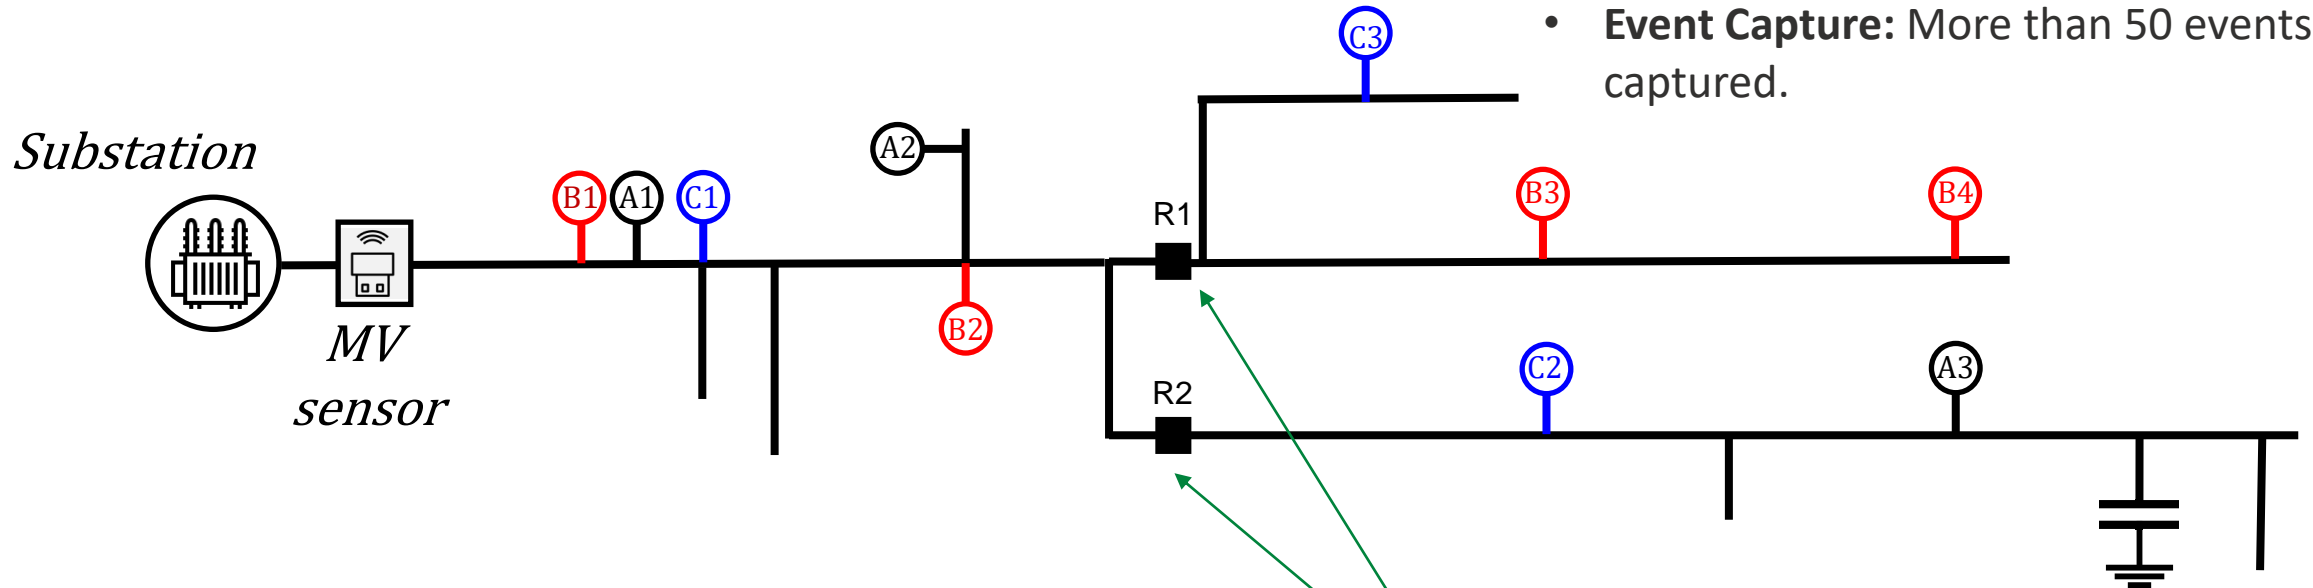 C3
• Event Capture: More than 50 events
captured.
Substation
A2
B1 A1 C1
R1
B3
B4
B2
MV
sensor
R2
C2
A3